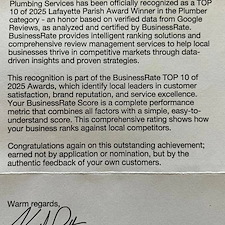 Plumbing Services has been officially recognized as a TOP
10 of 2025 Lafayette Parish Award Winner in the Plumber
category - an honor based on verified data from Google
Reviews, as analyzed and certified by BusinessRate.
BusinessRate provides intelligent ranking solutions and
comprehensive review management services to help local
businesses thrive in competitive markets through data-
driven insights and proven strategies.
This recognition is part of the BusinessRate TOP 10 of
2025 Awards, which identify local leaders in customer
satisfaction, brand reputation, and service excellence.
Your BusinessRate Score is a complete performance
metric that combines all factors with a simple, easy-to-
understand score. This comprehensive rating shows how
your business ranks against local competitors.
Congratulations again on this outstanding achievement;
earned not by application or nomination, but by the
authentic feedback of your own customers.
Warm regards,